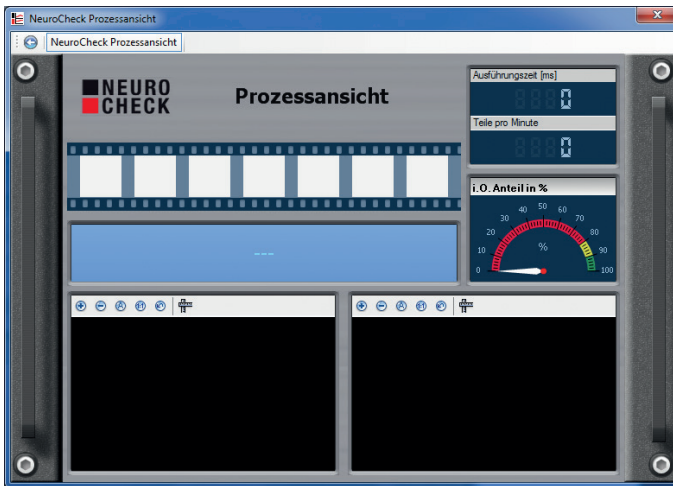 NeuroCheck Prozessansicht
NeuroCheck Prozessansicht
NEURO
CHECK
Prozessansicht
Ausführungszeit [ms]
0
Teile pro Minute
0
i.O. Anteil in %
0 10 20 30 40 50 60 70 80 90 100
%
---